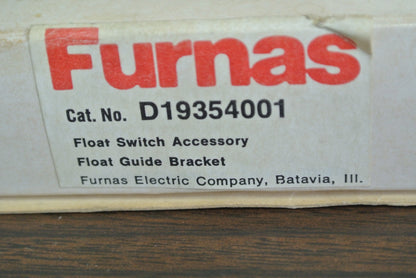 Furnas
Cat. No. D19354001
Float Switch Accessory
Float Guide Bracket
Furnas Electric Company, Batavia, Ill.